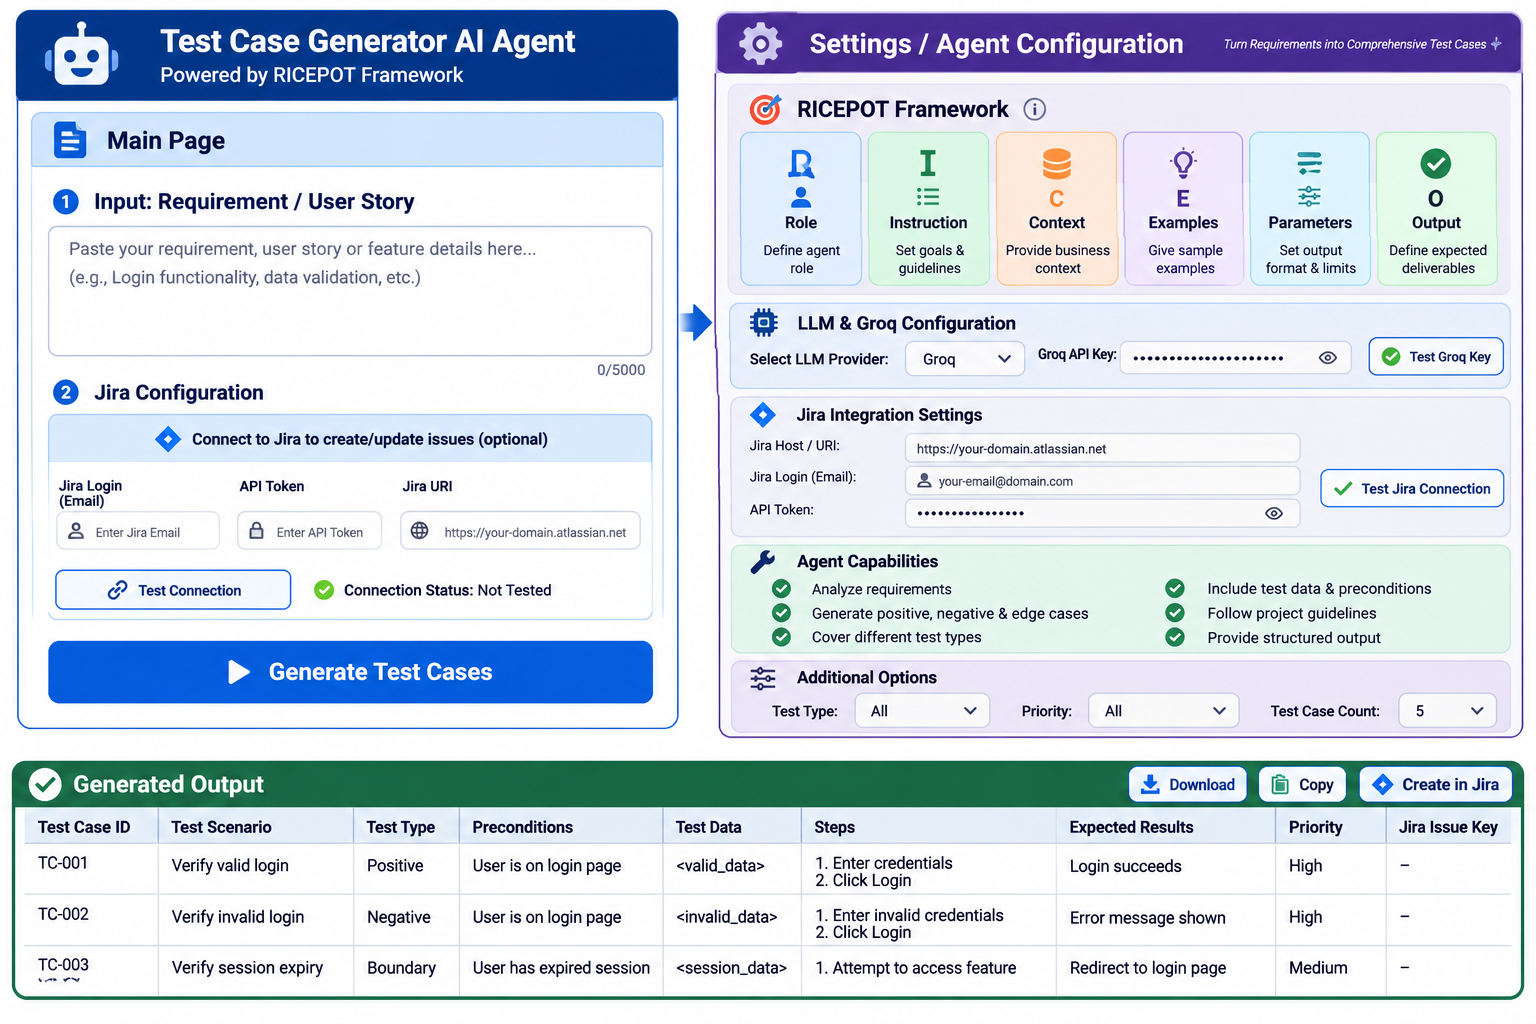 Test Case Generator AI Agent
Powered by RICEPOT Framework
Main Page
1 Input: Requirement / User Story
Paste your requirement, user story or feature details here...
(e.g., Login functionality, data validation, etc.)
0/5000
2 Jira Configuration
Connect to Jira to create/update issues (optional)
Jira Login
(Email)
API Token
Jira URI
Enter Jira Email
Enter API Token
https://your-domain.atlassian.net
Test Connection
Connection Status: Not Tested
Generate Test Cases
Settings / Agent Configuration
Turn Requirements into Comprehensive Test Cases
RICEPOT Framework i
R
Role
Define agent
role
I
Instruction
Set goals &
guidelines
C
Context
Provide business
context
E
Examples
Give sample
examples
Parameters
Set output
format & limits
O
Output
Define expected
deliverables
LLM & Groq Configuration
Select LLM Provider: Groq
Groq API Key: •••••••••••••••••••••
Test Groq Key
Jira Integration Settings
Jira Host / URI: https://your-domain.atlassian.net
Jira Login (Email): your-email@domain.com
API Token: •••••••••••••••
Test Jira Connection
Agent Capabilities
Analyze requirements
Generate positive, negative & edge cases
Cover different test types
Include test data & preconditions
Follow project guidelines
Provide structured output
Additional Options
Test Type: All
Priority: All
Test Case Count: 5
Generated Output
Download
Copy
Create in Jira
Test Case ID Test Scenario Test Type Preconditions Test Data Steps Expected Results Priority Jira Issue Key
TC-001 Verify valid login Positive User is on login page <valid_data> 1. Enter credentials Login succeeds High –
2. Click Login
TC-002 Verify invalid login Negative User is on login page <invalid_data> 1. Enter invalid credentials Error message shown High –
2. Click Login
TC-003 Verify session expiry Boundary User has expired session <session_data> 1. Attempt to access feature Redirect to login page Medium –